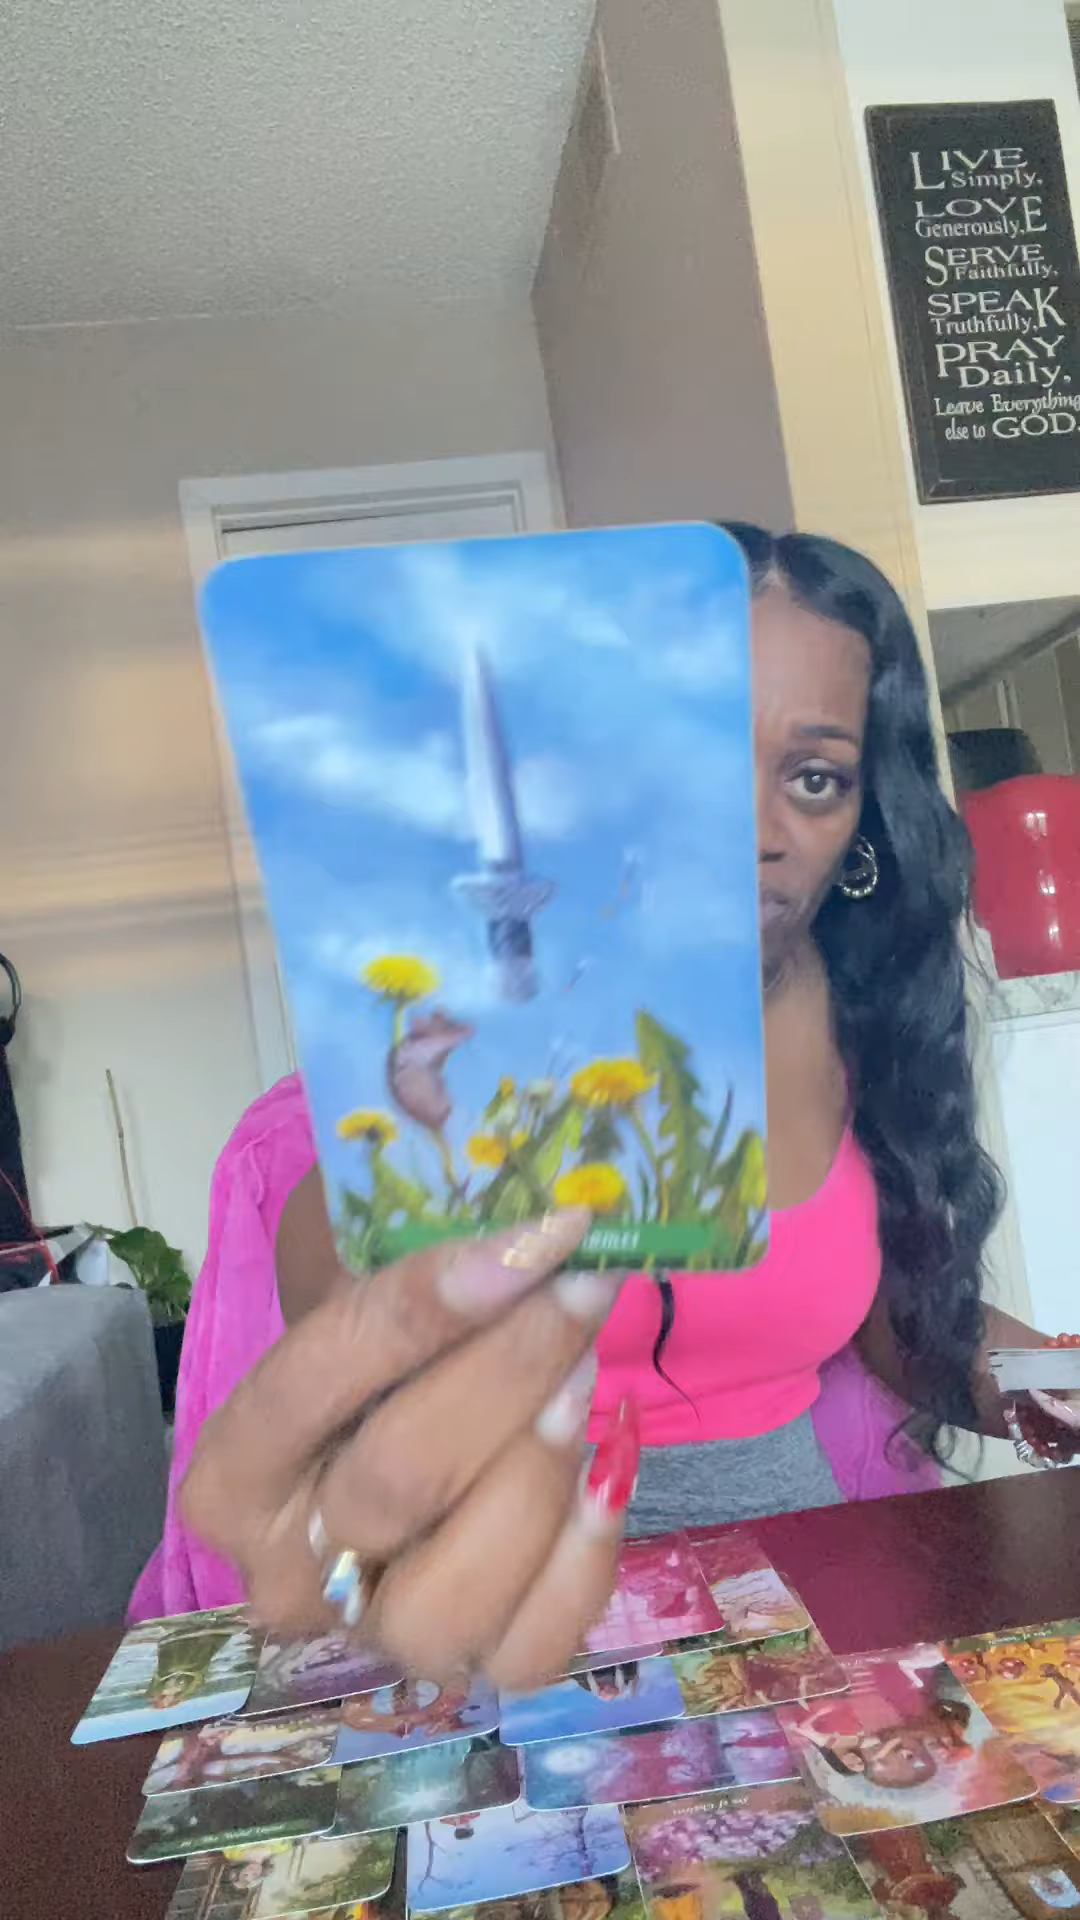 LIVE
Simply,
LOVE
Generously,
SERVE
Faithfully,
SPEAK
Truthfully,
PRAY
Daily,
Leave Everything
else to GOD.